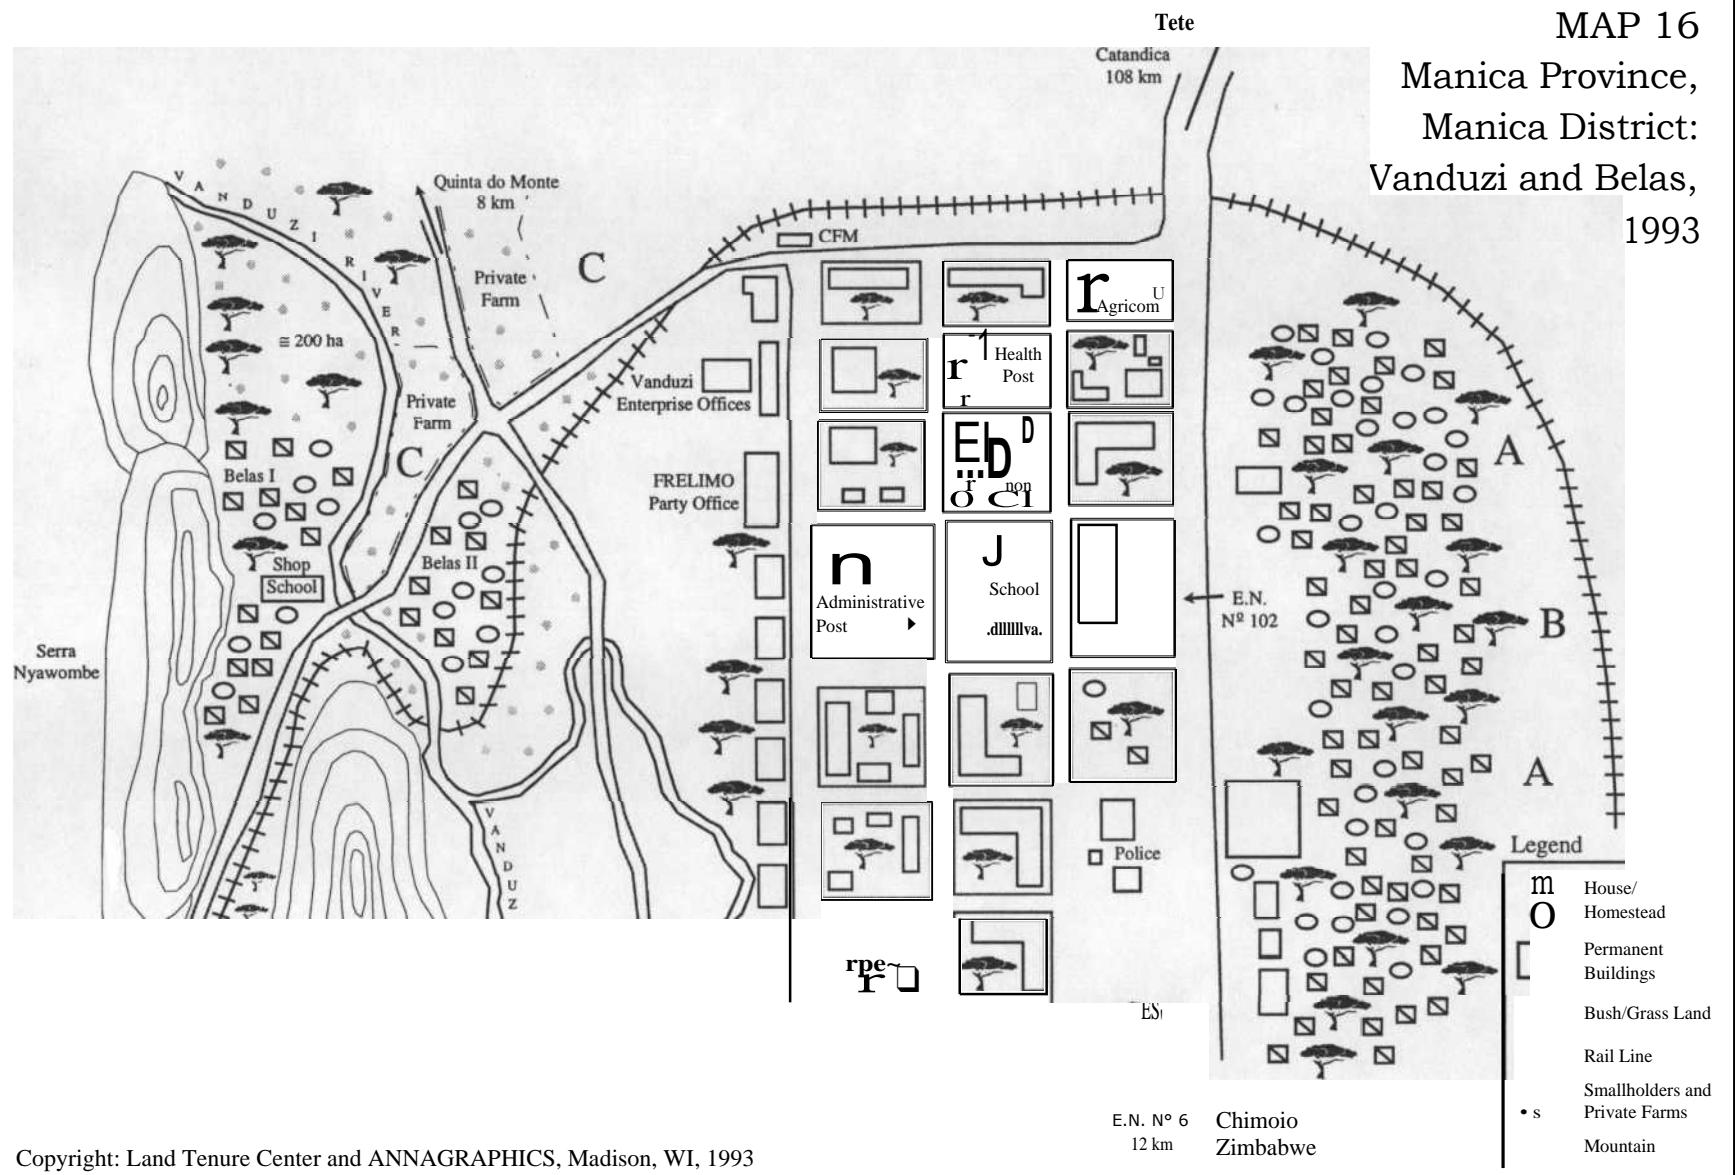 Tete
MAP 16
Manica Province,
Manica District:
Vanduzi and Belas,
1993
Catandica
108 km
VANDUZI RIVER
Quinta do Monte
8 km
CFM
Private
Farm
C
≅ 200 ha
Private
Farm
C
Vanduzi
Enterprise Offices
FRELIMO
Party Office
Belas I
Belas II
Shop
School
Serra
Nyawombe
VANDUZ
r
U
Agricom
r
Health
Post
r
D
non
n
Administrative
Post
J
School
.dllllllva.
E.N.
Nº 102
A
B
A
Police
rpe~
r
ES
Legend
m
O
House/
Homestead
Permanent
Buildings
Bush/Grass Land
Rail Line
Smallholders and
• s Private Farms
Mountain
E.N. N° 6 Chimoio
12 km Zimbabwe
Copyright: Land Tenure Center and ANNAGRAPHICS, Madison, WI, 1993